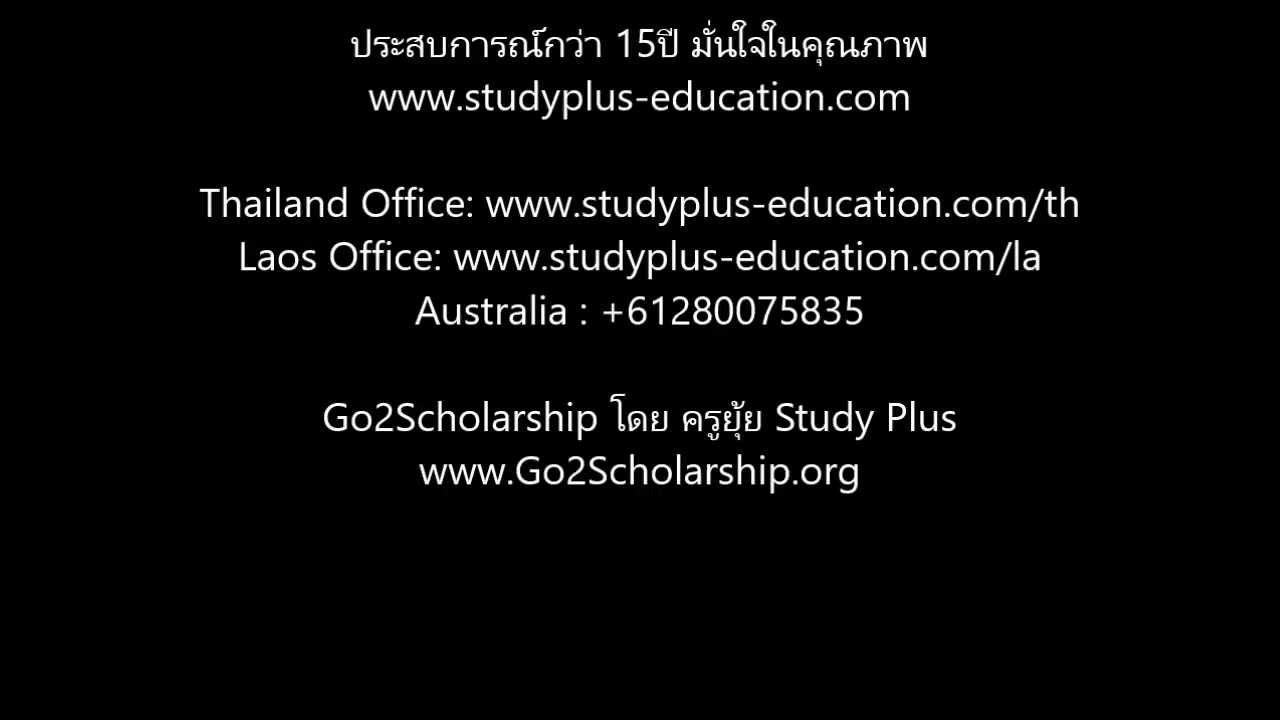 ประสบการณ์กว่า 15ปี มั่นใจในคุณภาพ
www.studyplus-education.com
Thailand Office: www.studyplus-education.com/th
Laos Office: www.studyplus-education.com/la
Australia : +61280075835
Go2Scholarship โดย ครูยุ้ย Study Plus
www.Go2Scholarship.org